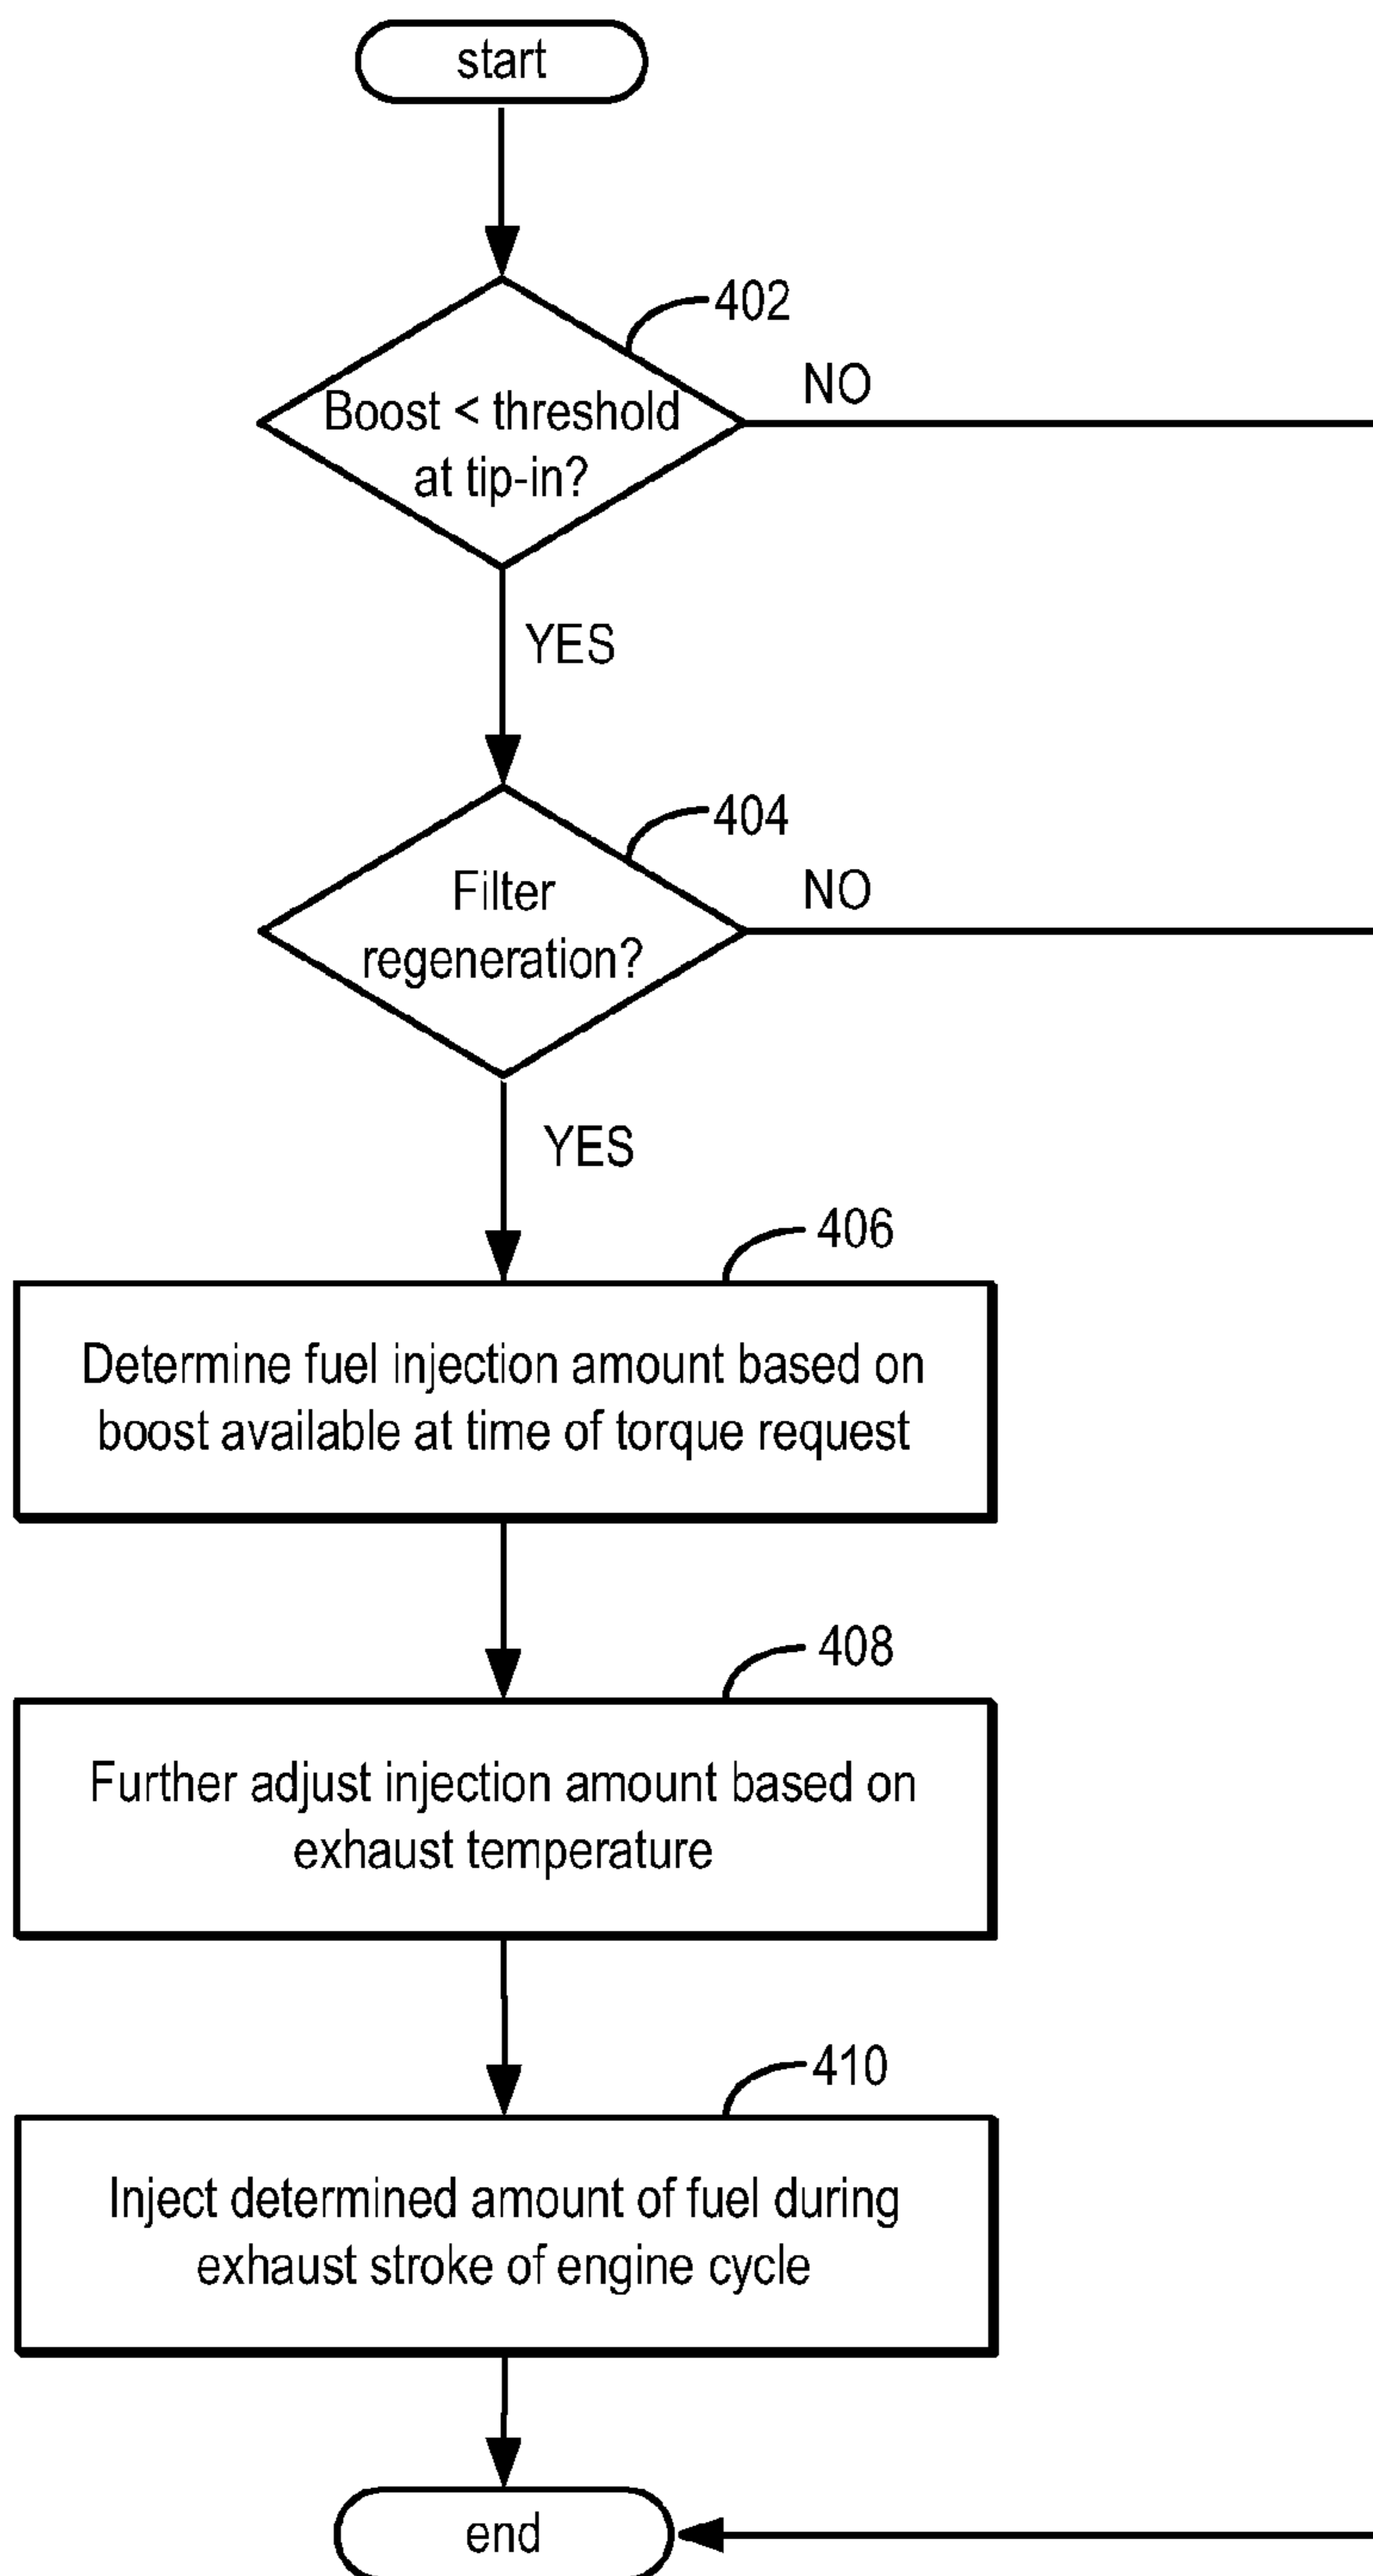 start
402
Boost < threshold
at tip-in?
NO
YES
404
Filter
regeneration?
NO
YES
406
Determine fuel injection amount based on
boost available at time of torque request
408
Further adjust injection amount based on
exhaust temperature
410
Inject determined amount of fuel during
exhaust stroke of engine cycle
end